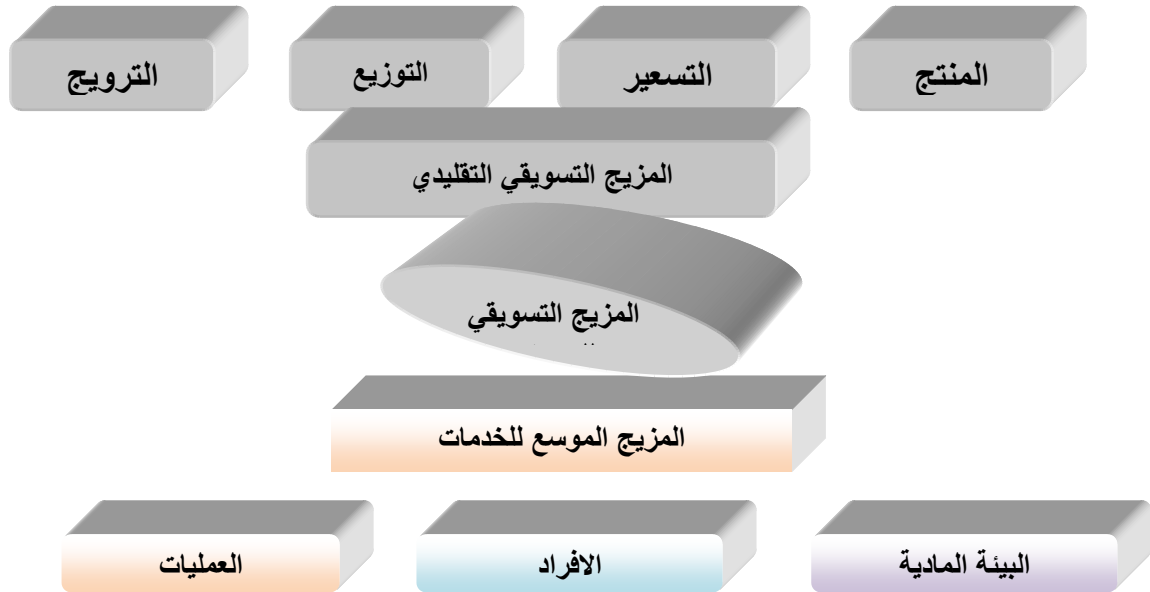 المنتج
التسعير
التوزيع
الترويج
المزيج التسويقي التقليدي
المزيج التسويقي
المزيج الموسع للخدمات
البيئة المادية
الافراد
العمليات